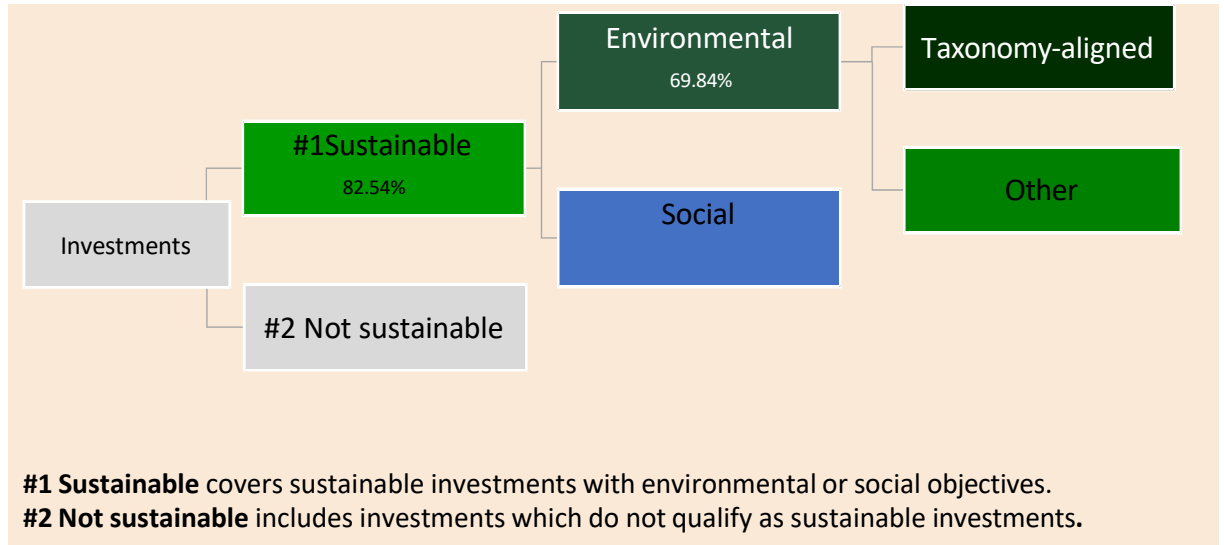 Environmental
69.84%
Taxonomy-aligned
#1Sustainable
82.54%
Other
Social
Investments
#2 Not sustainable
#1 Sustainable covers sustainable investments with environmental or social objectives.
#2 Not sustainable includes investments which do not qualify as sustainable investments.